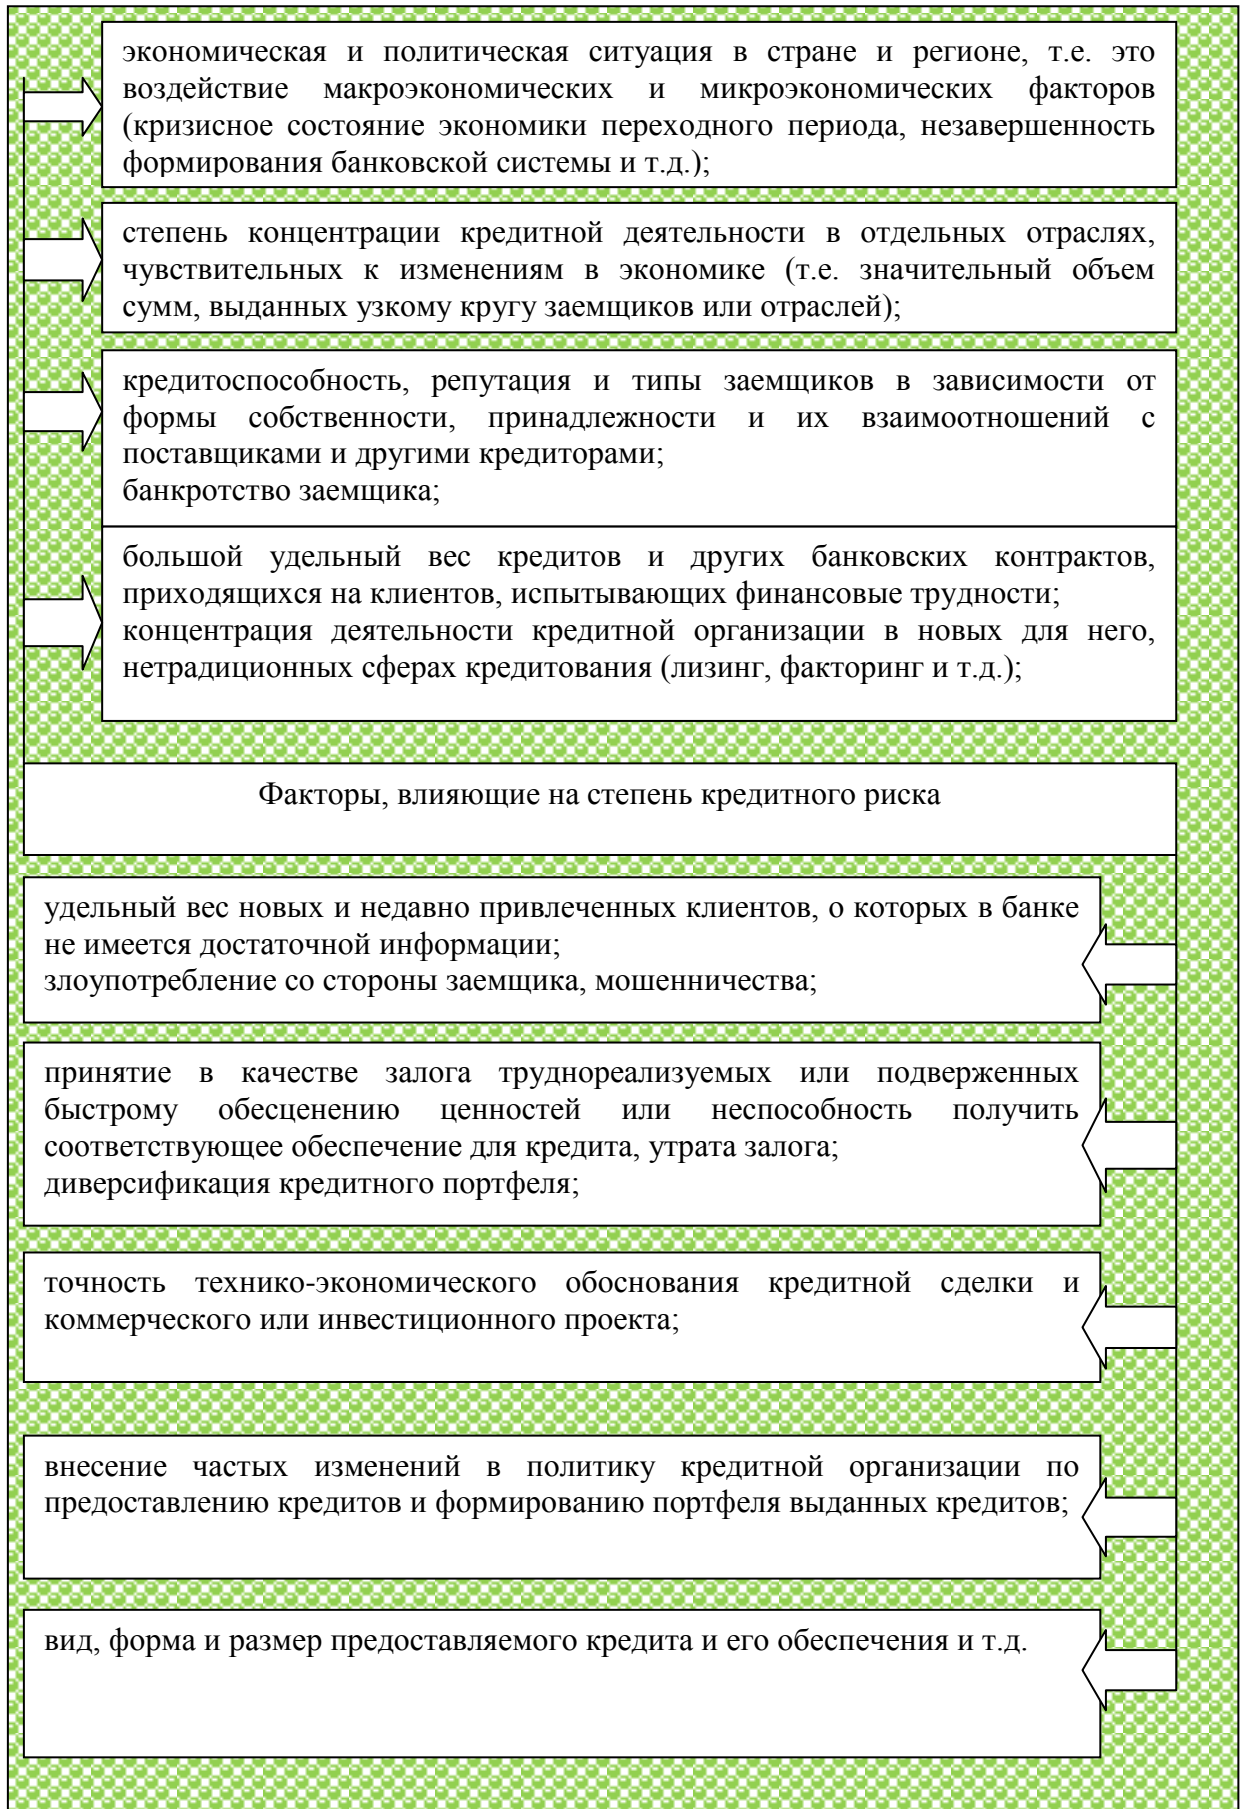 экономическая и политическая ситуация в стране и регионе, т.е. это
воздействие макроэкономических и микроэкономических факторов
(кризисное состояние экономики переходного периода, незавершенность
формирования банковской системы и т.д.);
степень концентрации кредитной деятельности в отдельных отраслях,
чувствительных к изменениям в экономике (т.е. значительный объем
сумм, выданных узкому кругу заемщиков или отраслей);
кредитоспособность, репутация и типы заемщиков в зависимости от
формы собственности, принадлежности и их взаимоотношений с
поставщиками и другими кредиторами;
банкротство заемщика;
большой удельный вес кредитов и других банковских контрактов,
приходящихся на клиентов, испытывающих финансовые трудности;
концентрация деятельности кредитной организации в новых для него,
нетрадиционных сферах кредитования (лизинг, факторинг и т.д.);
Факторы, влияющие на степень кредитного риска
удельный вес новых и недавно привлеченных клиентов, о которых в банке
не имеется достаточной информации;
злоупотребление со стороны заемщика, мошенничества;
принятие в качестве залога труднореализуемых или подверженных
быстрому обесценению ценностей или неспособность получить
соответствующее обеспечение для кредита, утрата залога;
диверсификация кредитного портфеля;
точность технико-экономического обоснования кредитной сделки и
коммерческого или инвестиционного проекта;
внесение частых изменений в политику кредитной организации по
предоставлению кредитов и формированию портфеля выданных кредитов;
вид, форма и размер предоставляемого кредита и его обеспечения и т.д.